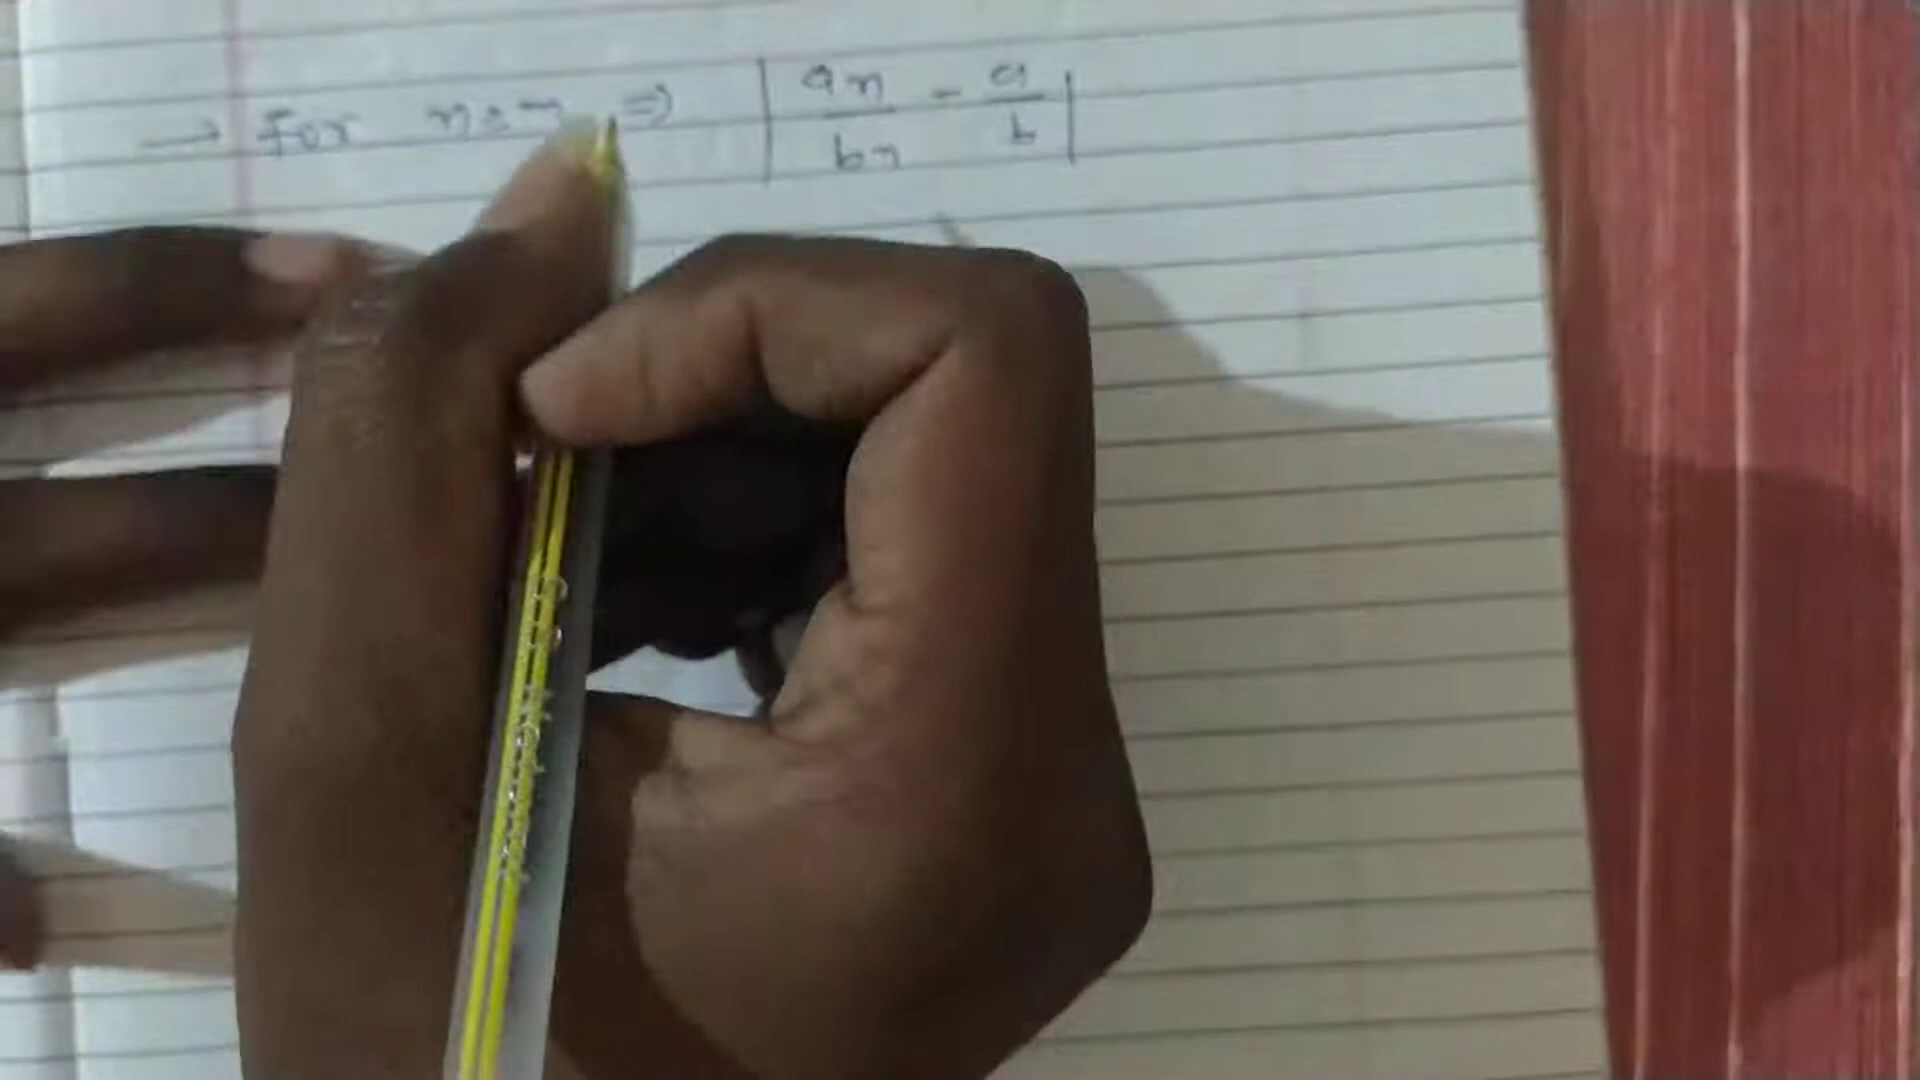 → for n≥m ⇒ | an/bn - a/b |